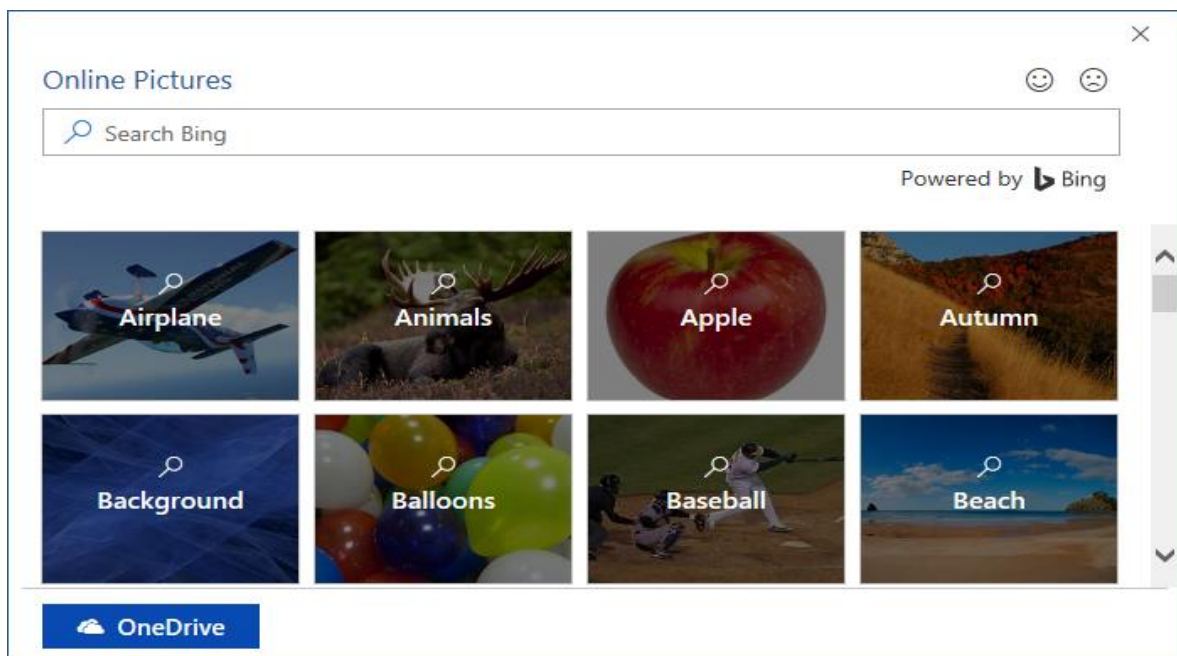 Online Pictures
Search Bing
Powered by Bing
Airplane Animals Apple Autumn
Background Balloons Baseball Beach
OneDrive